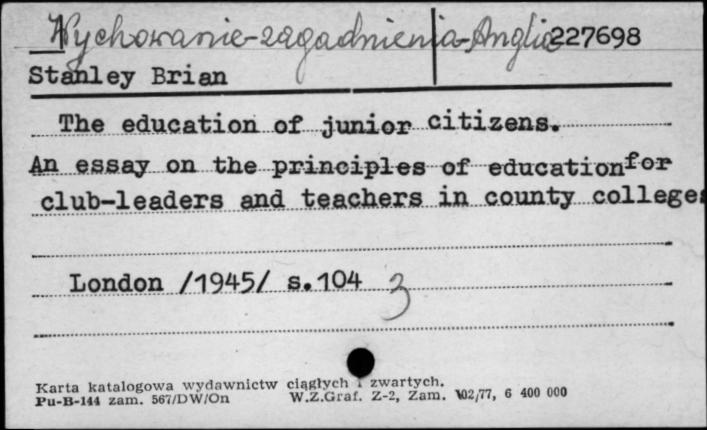 Wychowanie-zagadnienia-Anglia 227698
Stanley Brian
The education of junior citizens.
An essay on the principles of education for
club-leaders and teachers in county colleges
London /1945/ s.104 3
Karta katalogowa wydawnictw ciągłych i zwartych.
Pu-B-144 zam. 567/DW/On W.Z.Graf. Z-2, Zam. 102/77, 6 400 000